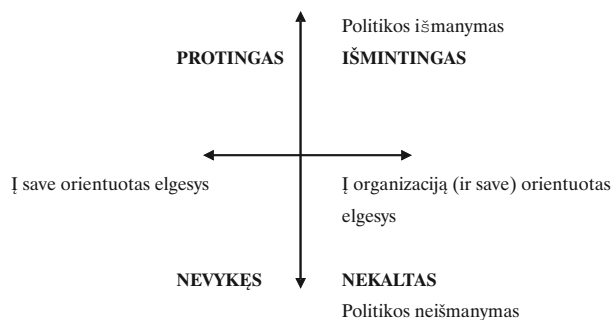 Politikos išmanymas
PROTINGAS
IŠMINTINGAS
Į save orientuotas elgesys
Į organizaciją (ir save) orientuotas
elgesys
NEVYKĘS
NEKALTAS
Politikos neišmanymas